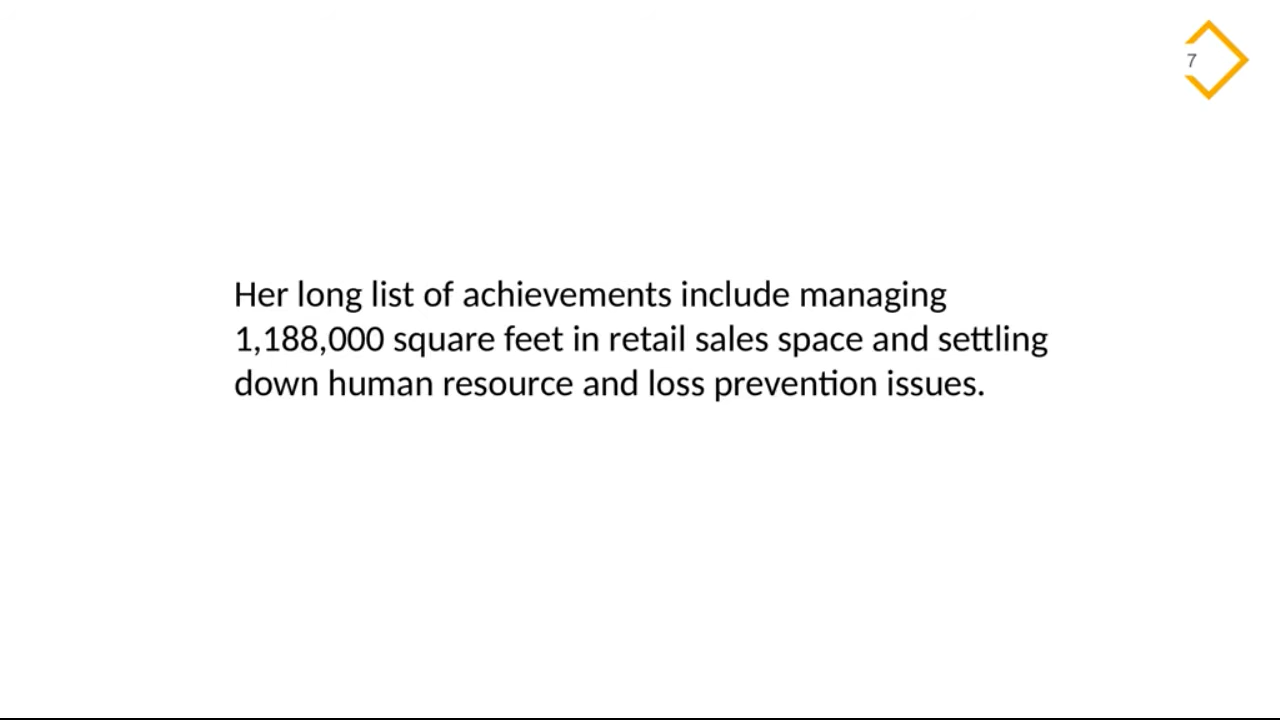 7
Her long list of achievements include managing
1,188,000 square feet in retail sales space and settling
down human resource and loss prevention issues.